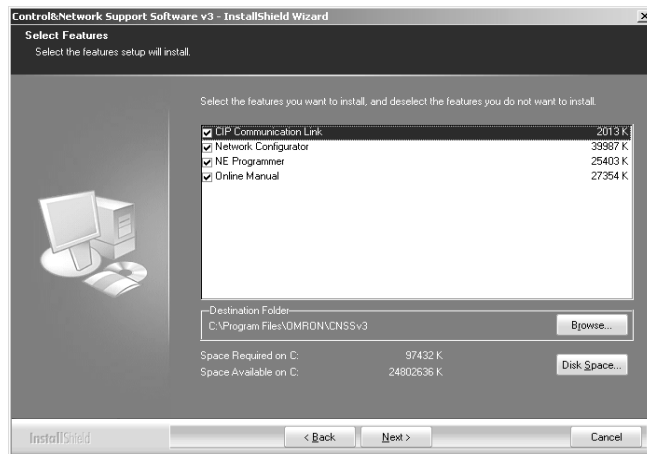 Control&Network Support Software v3 - InstallShield Wizard
Select Features
Select the features setup will install.
Select the features you want to install, and deselect the features you do not want to install.
CIP Communication Link 2013 K
Network Configurator 39987 K
NE Programmer 25403 K
Online Manual 27354 K
Destination Folder
C:\Program Files\OMRON\CNSSv3
Browse...
Space Required on C: 97432 K
Space Available on C: 24802636 K
Disk Space...
InstallShield
< Back
Next >
Cancel